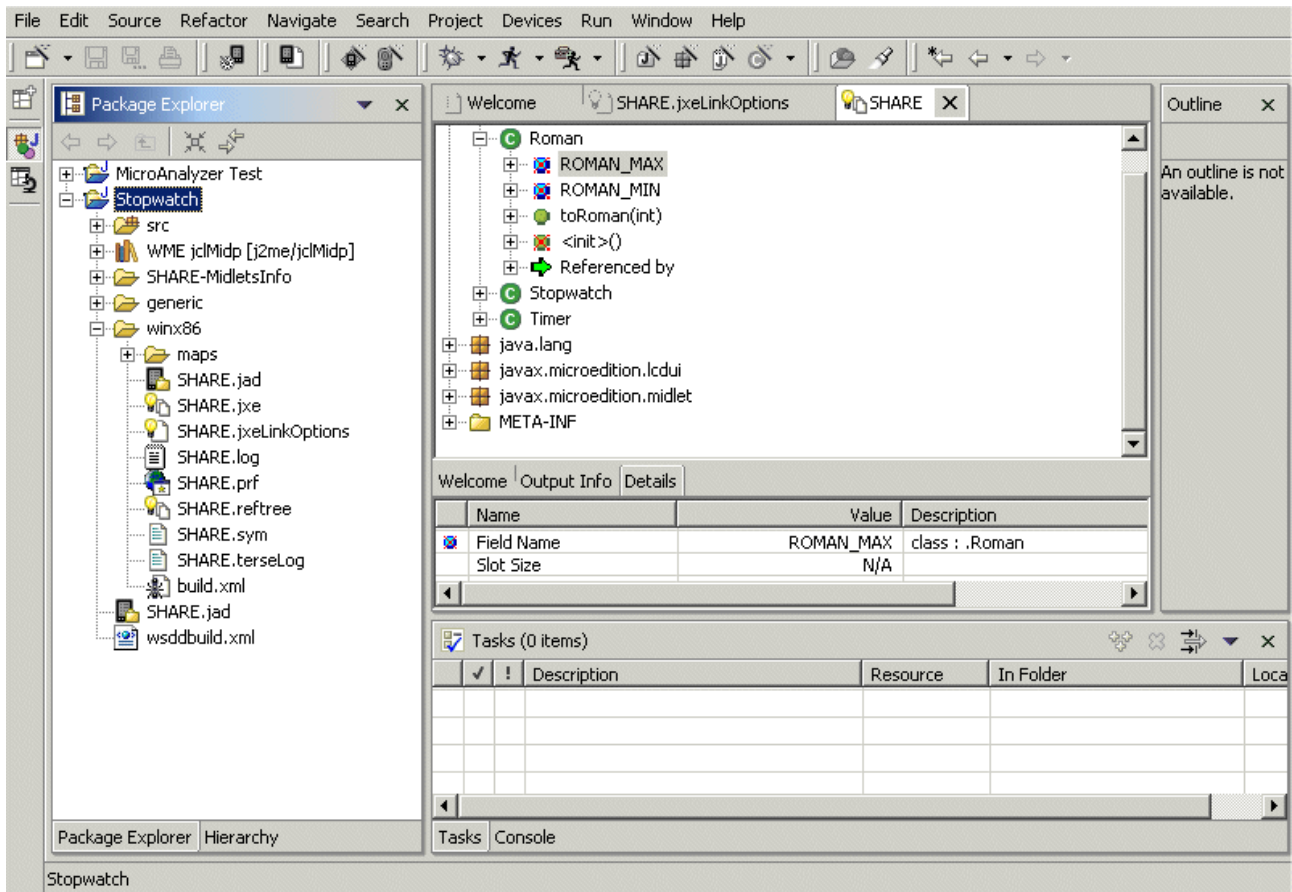 File Edit Source Refactor Navigate Search Project Devices Run Window Help
Package Explorer
MicroAnalyzer Test
Stopwatch
src
WME jclMidp [j2me/jclMidp]
SHARE-MidletsInfo
generic
winx86
maps
SHARE.jad
SHARE.jxe
SHARE.jxeLinkOptions
SHARE.log
SHARE.prf
SHARE.reftree
SHARE.sym
SHARE.terseLog
build.xml
SHARE.jad
wsddbuild.xml
Package Explorer Hierarchy
Welcome SHARE.jxeLinkOptions SHARE
Roman
ROMAN_MAX
ROMAN_MIN
toRoman(int)
<init>()
Referenced by
Stopwatch
Timer
java.lang
javax.microedition.lcdui
javax.microedition.midlet
META-INF
Welcome Output Info Details
Name Value Description
Field Name ROMAN_MAX class : .Roman
Slot Size N/A
Outline
An outline is not
available.
Tasks (0 items)
! Description Resource In Folder Loca
Tasks Console
Stopwatch